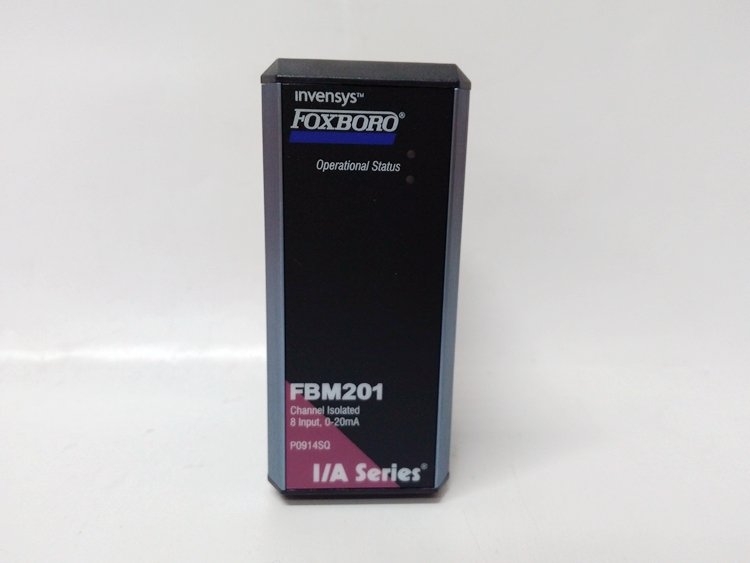 invensys™
FOXBORO®
Operational Status
FBM201
Channel Isolated
8 Input, 0-20mA
P0914SQ
I/A Series®